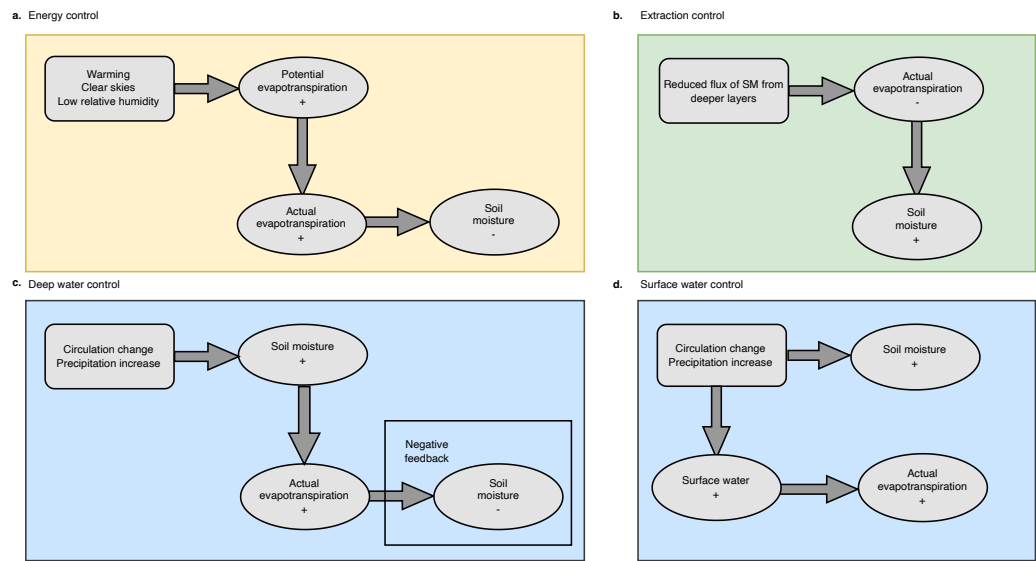 a. Energy control
Warming
Clear skies
Low relative humidity
Potential
evapotranspiration
+
Actual
evapotranspiration
+
Soil
moisture
-
b. Extraction control
Reduced flux of SM from
deeper layers
Actual
evapotranspiration
-
Soil
moisture
+
c. Deep water control
Circulation change
Precipitation increase
Soil moisture
+
Actual
evapotranspiration
+
Negative
feedback
Soil
moisture
-
d. Surface water control
Circulation change
Precipitation increase
Soil moisture
+
Surface water
+
Actual
evapotranspiration
+